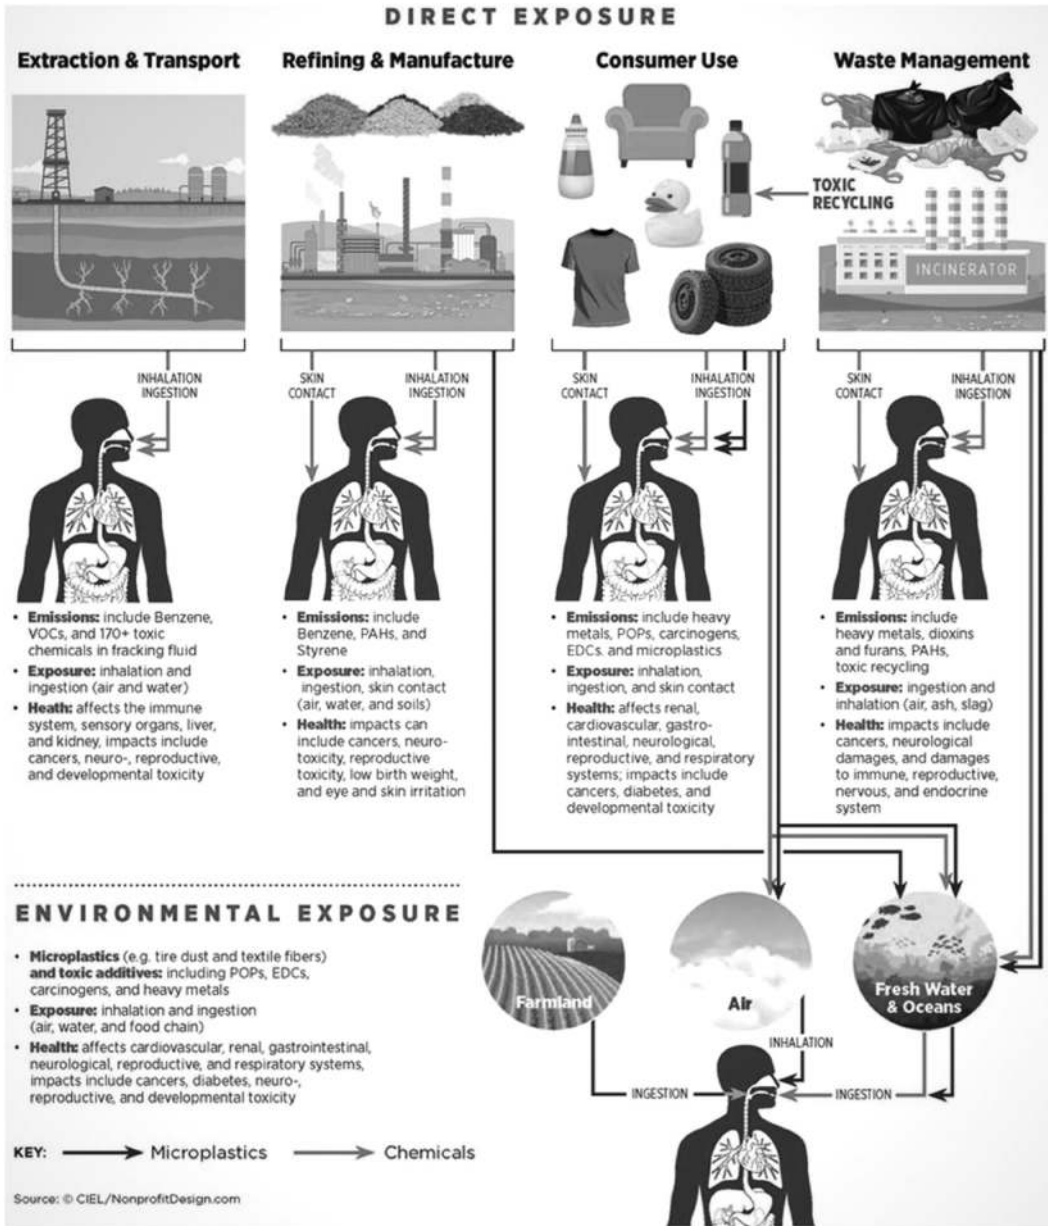 DIRECT EXPOSURE
Extraction & Transport
Refining & Manufacture
Consumer Use
Waste Management
TOXIC
RECYCLING
INCINERATOR
INHALATION
INGESTION
SKIN
CONTACT
INHALATION
INGESTION
SKIN
CONTACT
INHALATION
INGESTION
SKIN
CONTACT
INHALATION
INGESTION
• Emissions: include Benzene,
VOCs, and 170+ toxic
chemicals in fracking fluid
• Exposure: inhalation and
ingestion (air and water)
• Heath: affects the immune
system, sensory organs, liver,
and kidney, impacts include
cancers, neuro-, reproductive,
and developmental toxicity
• Emissions: include
Benzene, PAHs, and
Styrene
• Exposure: inhalation,
ingestion, skin contact
(air, water, and soils)
• Health: impacts can
include cancers, neuro-
toxicity, reproductive
toxicity, low birth weight,
and eye and skin irritation
• Emissions: include heavy
metals, POPs, carcinogens,
EDCs. and microplastics
• Exposure: inhalation,
ingestion, and skin contact
• Health: affects renal,
cardiovascular, gastro-
intestinal, neurological,
reproductive, and respiratory
systems; impacts include
cancers, diabetes, and
developmental toxicity
• Emissions: include
heavy metals, dioxins
and furans, PAHs,
toxic recycling
• Exposure: ingestion and
inhalation (air, ash, slag)
• Health: impacts include
cancers, neurological
damages, and damages
to immune, reproductive,
nervous, and endocrine
system
ENVIRONMENTAL EXPOSURE
• Microplastics (e.g. tire dust and textile fibers)
and toxic additives: including POPs, EDCs,
carcinogens, and heavy metals
• Exposure: inhalation and ingestion
(air, water, and food chain)
• Health: affects cardiovascular, renal, gastrointestinal,
neurological, reproductive, and respiratory systems,
impacts include cancers, diabetes, neuro-,
reproductive, and developmental toxicity
Farmland
Air
Fresh Water
& Oceans
INHALATION
INGESTION
INGESTION
KEY:
Microplastics
Chemicals
Source: © CIEL/NonprofitDesign.com